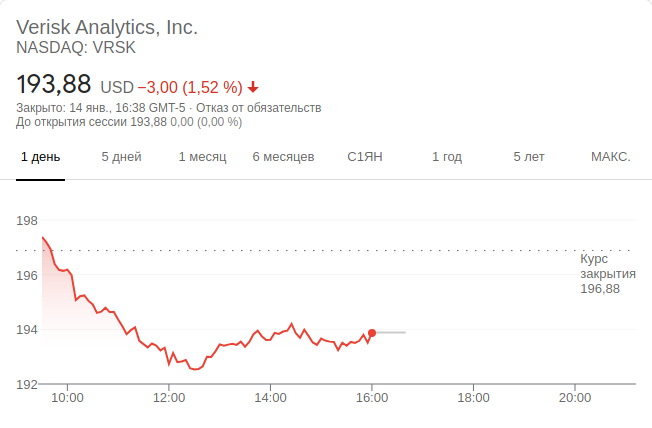 Verisk Analytics, Inc.
NASDAQ: VRSK
193,88 USD −3,00 (1,52 %)
Закрыто: 14 янв., 16:38 GMT-5 · Отказ от обязательств
До открытия сессии 193,88 0,00 (0,00 %)
1 день 5 дней 1 месяц 6 месяцев С1ЯН 1 год 5 лет МАКС.
198
Курс
закрытия
196,88
196
194
192
10:00 12:00 14:00 16:00 18:00 20:00